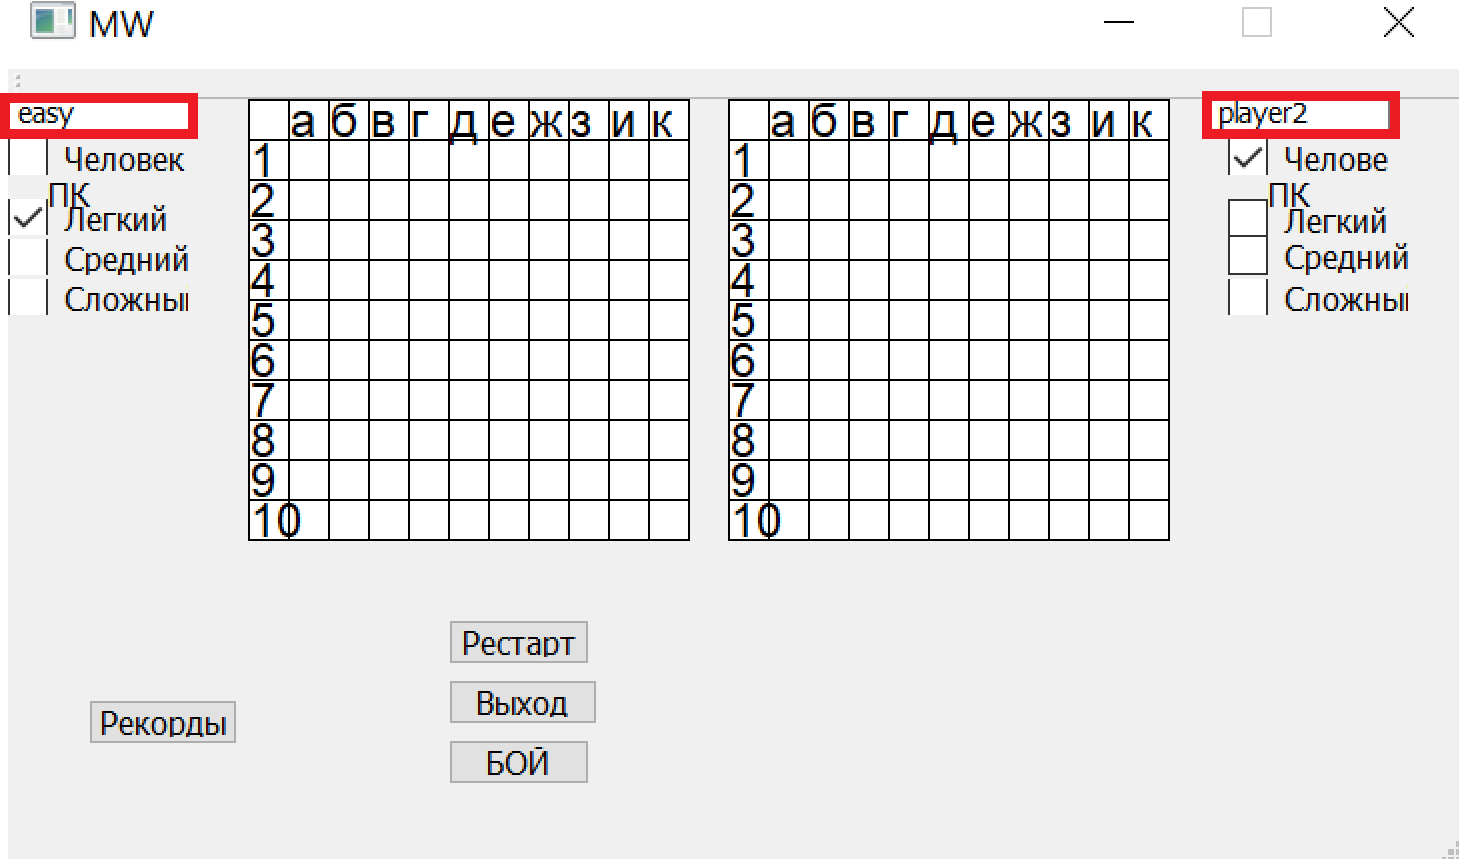 MW
easy
Человек
ПК
Легкий
Средний
Сложны
а б в г д е ж з и к
1
2
3
4
5
6
7
8
9
10
а б в г д е ж з и к
1
2
3
4
5
6
7
8
9
10
player2
Челове
ПК
Легкий
Средний
Сложны
Рестарт
Выход
БОЙ
Рекорды